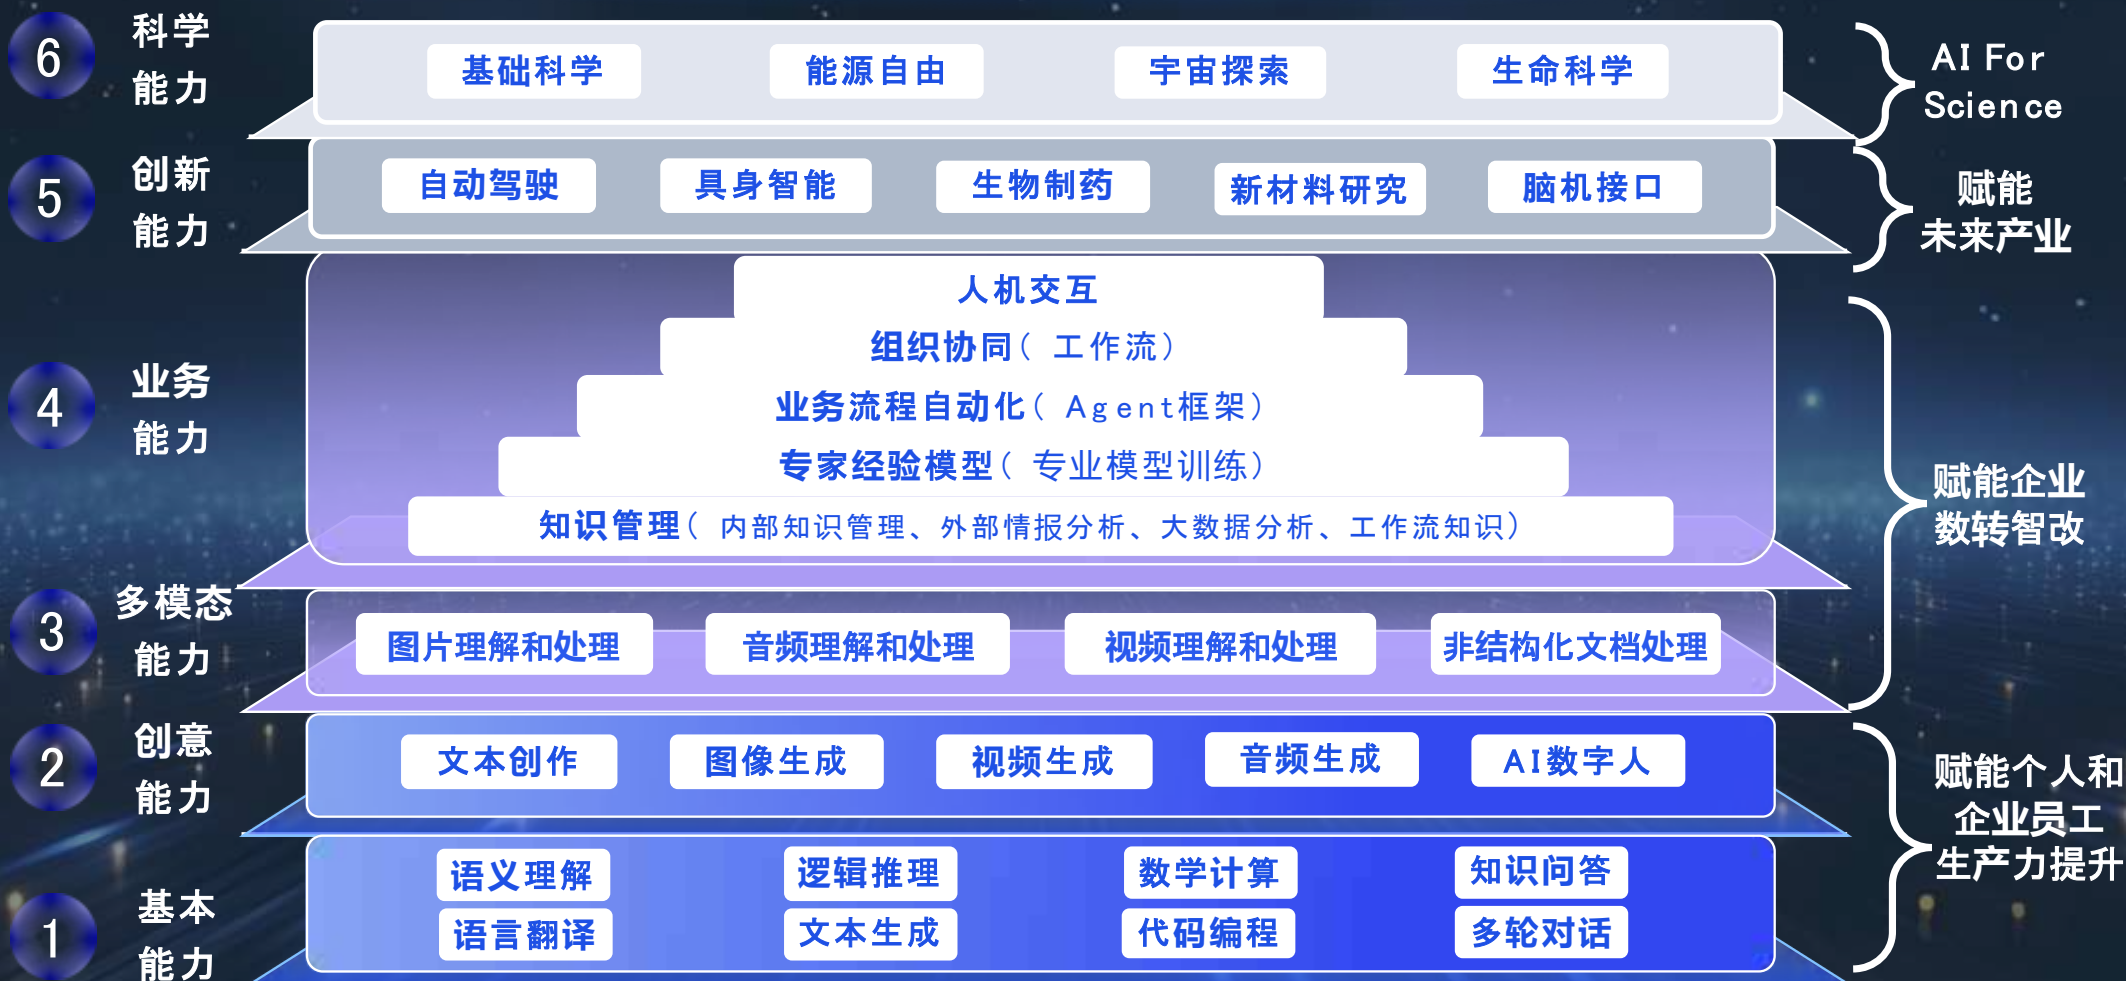 6
科学
能力
基础科学
能源自由
宇宙探索
生命科学
AI For
Science
5
创新
能力
自动驾驶
具身智能
生物制药
新材料研究
脑机接口
赋能
未来产业
4
业务
能力
人机交互
组织协同（ 工作流）
业务流程自动化（ Agent框架）
专家经验模型（ 专业模型训练）
知识管理（ 内部知识管理、外部情报分析、大数据分析、工作流知识）
赋能企业
数转智改
3
多模态
能力
图片理解和处理
音频理解和处理
视频理解和处理
非结构化文档处理
2
创意
能力
文本创作
图像生成
视频生成
音频生成
AI数字人
赋能个人和
企业员工
生产力提升
1
基本
能力
语义理解
逻辑推理
数学计算
知识问答
语言翻译
文本生成
代码编程
多轮对话